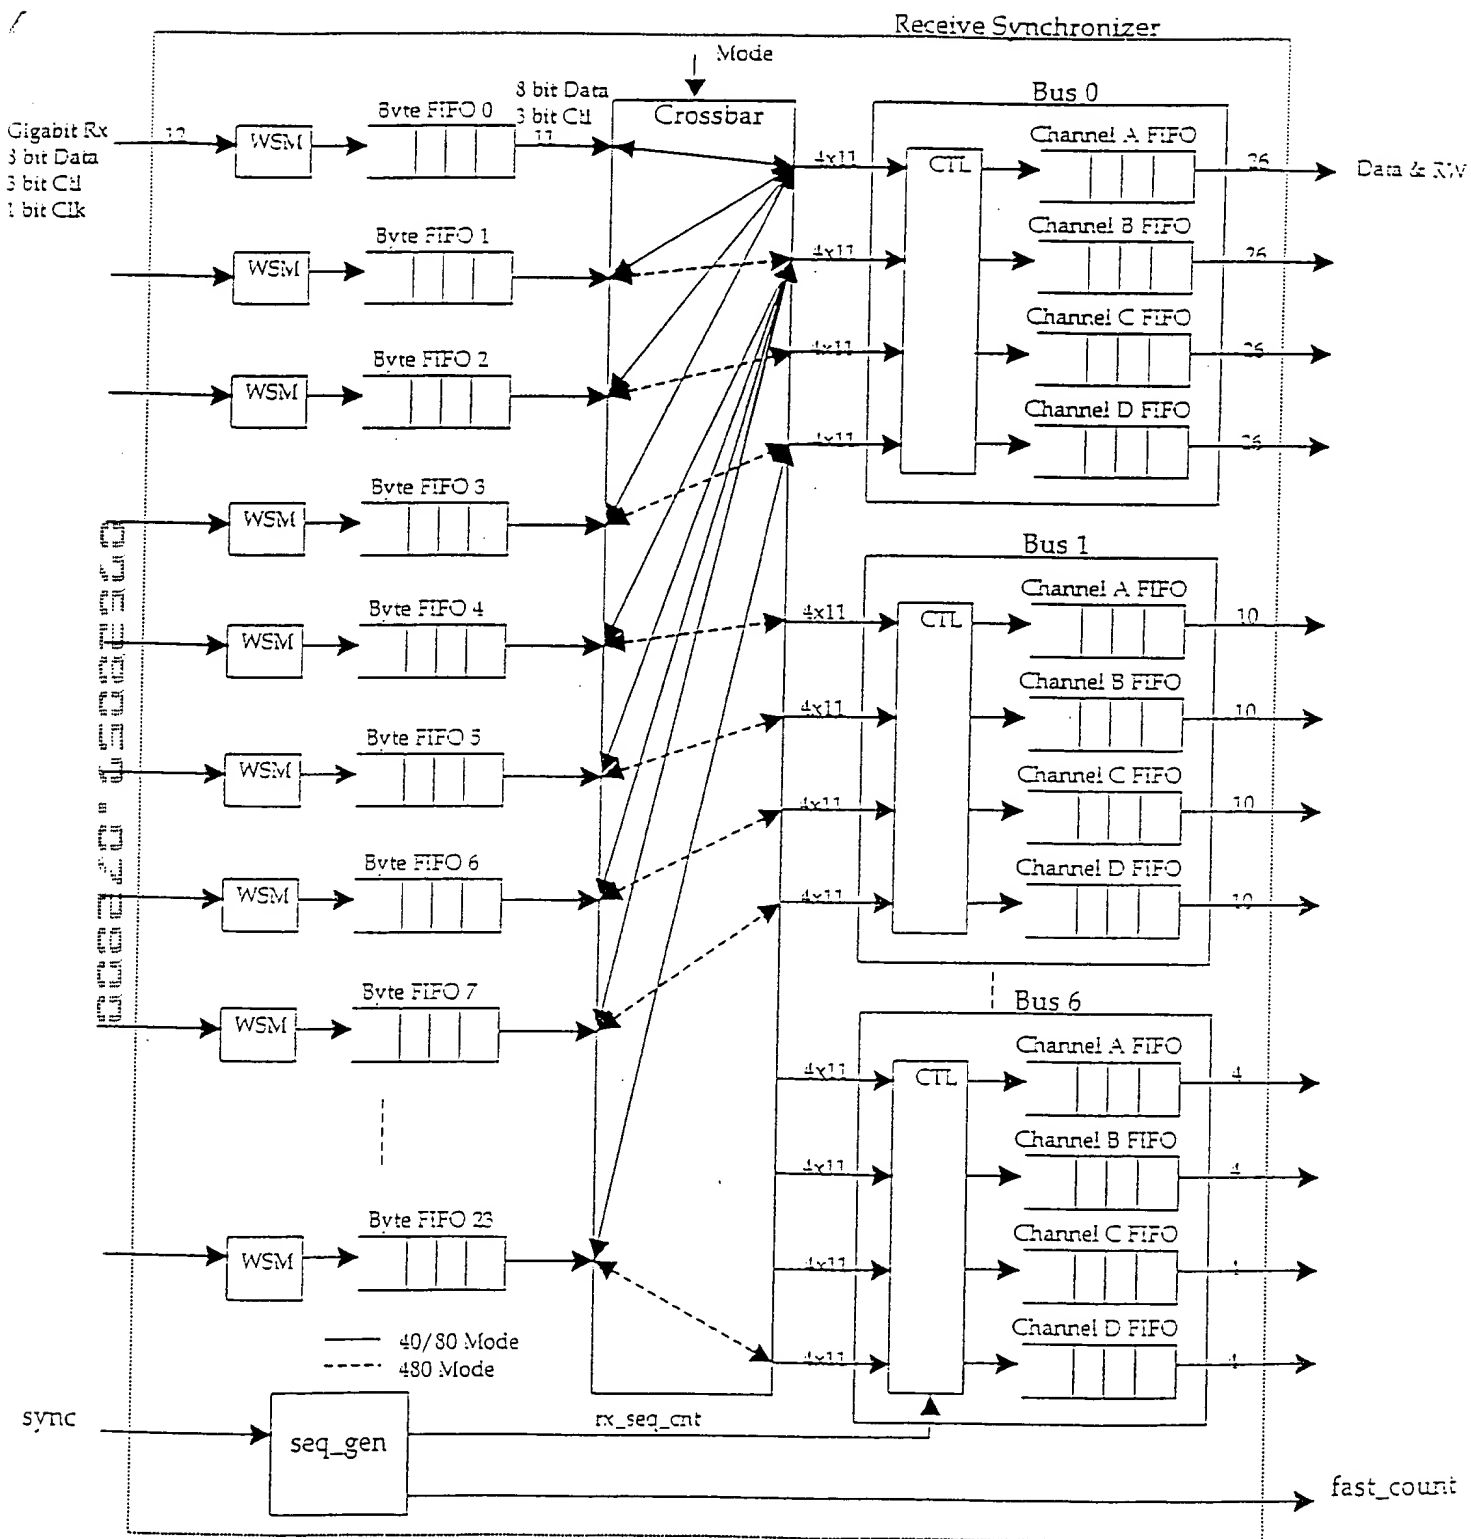 Receive Synchronizer
Mode
8 bit Data
3 bit Ctl
Crossbar
Gigabit Rx
8 bit Data
3 bit Ctl
1 bit Clk
12
WSM
Byte FIFO 0
11
WSM
Byte FIFO 1
WSM
Byte FIFO 2
WSM
Byte FIFO 3
WSM
Byte FIFO 4
WSM
Byte FIFO 5
WSM
Byte FIFO 6
WSM
Byte FIFO 7
WSM
Byte FIFO 23
Bus 0
4x11
4x11
4x11
4x11
CTL
Channel A FIFO
26
Data & RW
Channel B FIFO
26
Channel C FIFO
26
Channel D FIFO
26
Bus 1
4x11
4x11
4x11
4x11
CTL
Channel A FIFO
10
Channel B FIFO
10
Channel C FIFO
10
Channel D FIFO
10
Bus 6
4x11
4x11
4x11
4x11
CTL
Channel A FIFO
4
Channel B FIFO
4
Channel C FIFO
4
Channel D FIFO
4
40/80 Mode
480 Mode
sync
seq_gen
rx_seq_cnt
fast_count